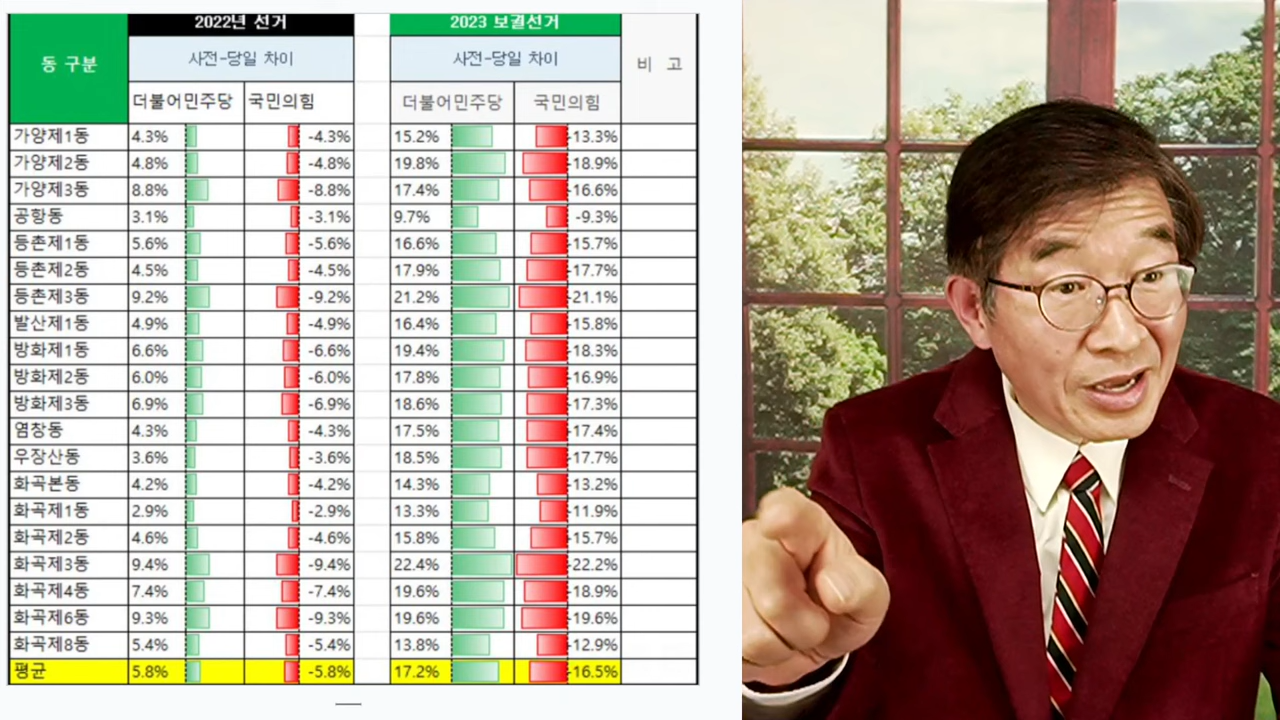 2022년 선거 2023 보궐선거
동 구분 사전-당일 차이 사전-당일 차이 비 고
더불어민주당 국민의힘 더불어민주당 국민의힘
가양제1동 4.3% -4.3% 15.2% -13.3%
가양제2동 4.8% -4.8% 19.8% -18.9%
가양제3동 8.8% -8.8% 17.4% -16.6%
공항동 3.1% -3.1% 9.7% -9.3%
등촌제1동 5.6% -5.6% 16.6% -15.7%
등촌제2동 4.5% -4.5% 17.9% -17.7%
등촌제3동 9.2% -9.2% 21.2% -21.1%
발산제1동 4.9% -4.9% 16.4% -15.8%
방화제1동 6.6% -6.6% 19.4% -18.3%
방화제2동 6.0% -6.0% 17.8% -16.9%
방화제3동 6.9% -6.9% 18.6% -17.3%
염창동 4.3% -4.3% 17.5% -17.4%
우장산동 3.6% -3.6% 18.5% -17.7%
화곡본동 4.2% -4.2% 14.3% -13.2%
화곡제1동 2.9% -2.9% 13.3% -11.9%
화곡제2동 4.6% -4.6% 15.8% -15.7%
화곡제3동 9.4% -9.4% 22.4% -22.2%
화곡제4동 7.4% -7.4% 19.6% -18.9%
화곡제6동 9.3% -9.3% 19.6% -19.6%
화곡제8동 5.4% -5.4% 13.8% -12.9%
평균 5.8% -5.8% 17.2% -16.5%